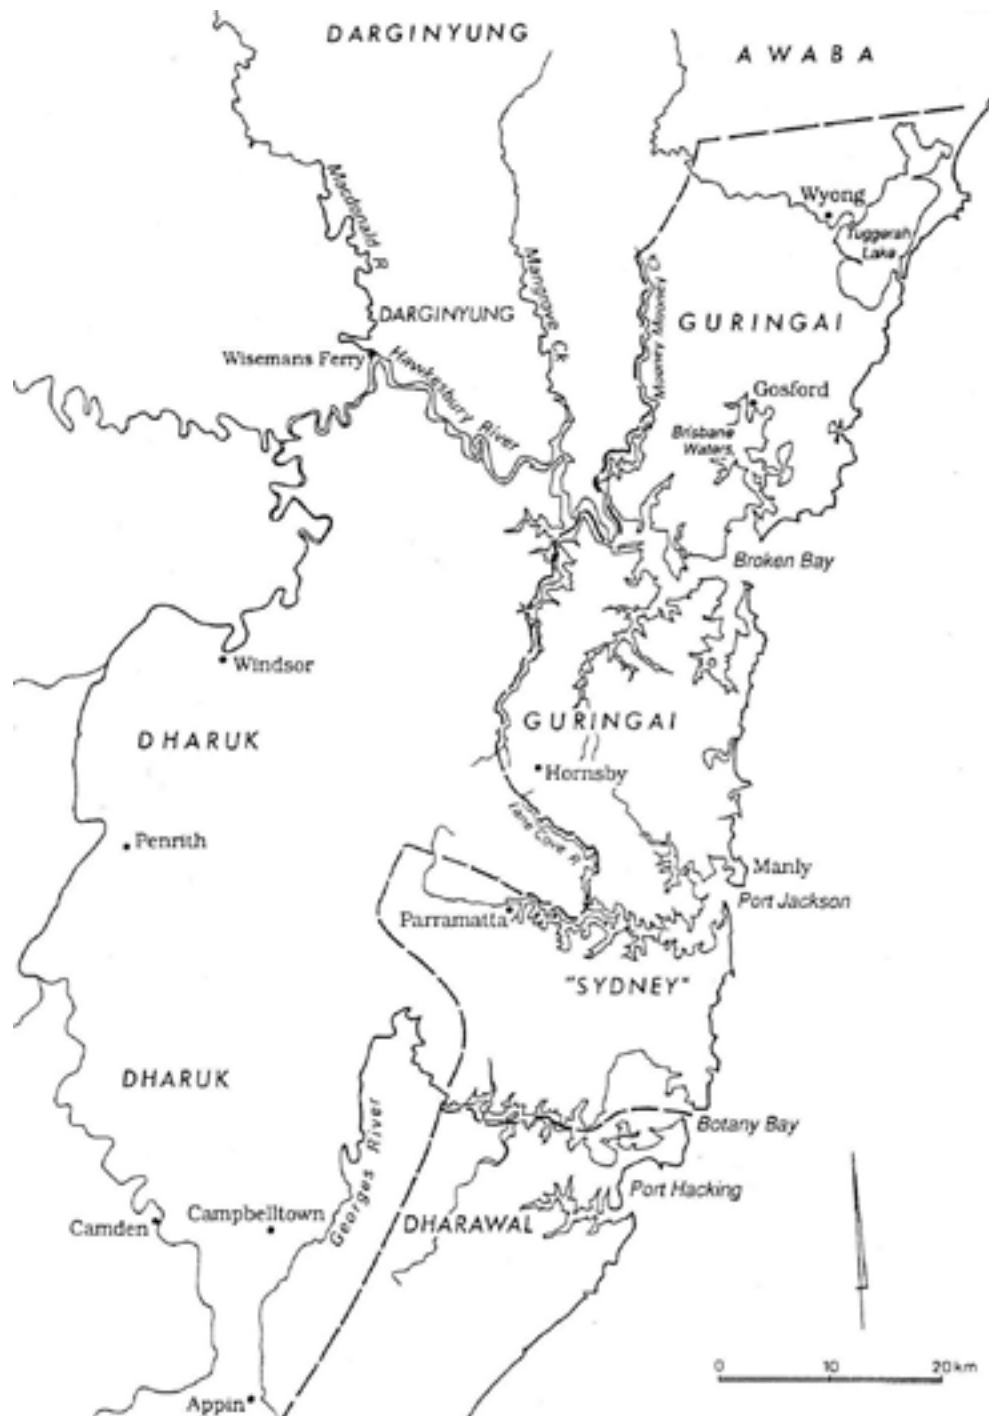 DARGINYUNG
AWABA
Macdonald R
Wyong
Tuggerah
Lake
Mangrove Ck
DARGINYUNG
Mooney Mooney
GURINGAI
Wisemans Ferry
Hawkesbury River
Gosford
Brisbane
Waters
Broken Bay
Windsor
GURINGAI
DHARUK
Hornsby
Lane Cove R
Penrith
Manly
Port Jackson
Parramatta
"SYDNEY"
DHARUK
Georges River
Botany Bay
Port Hacking
Campbelltown
Camden
DHARAWAL
0 10 20km
Appin